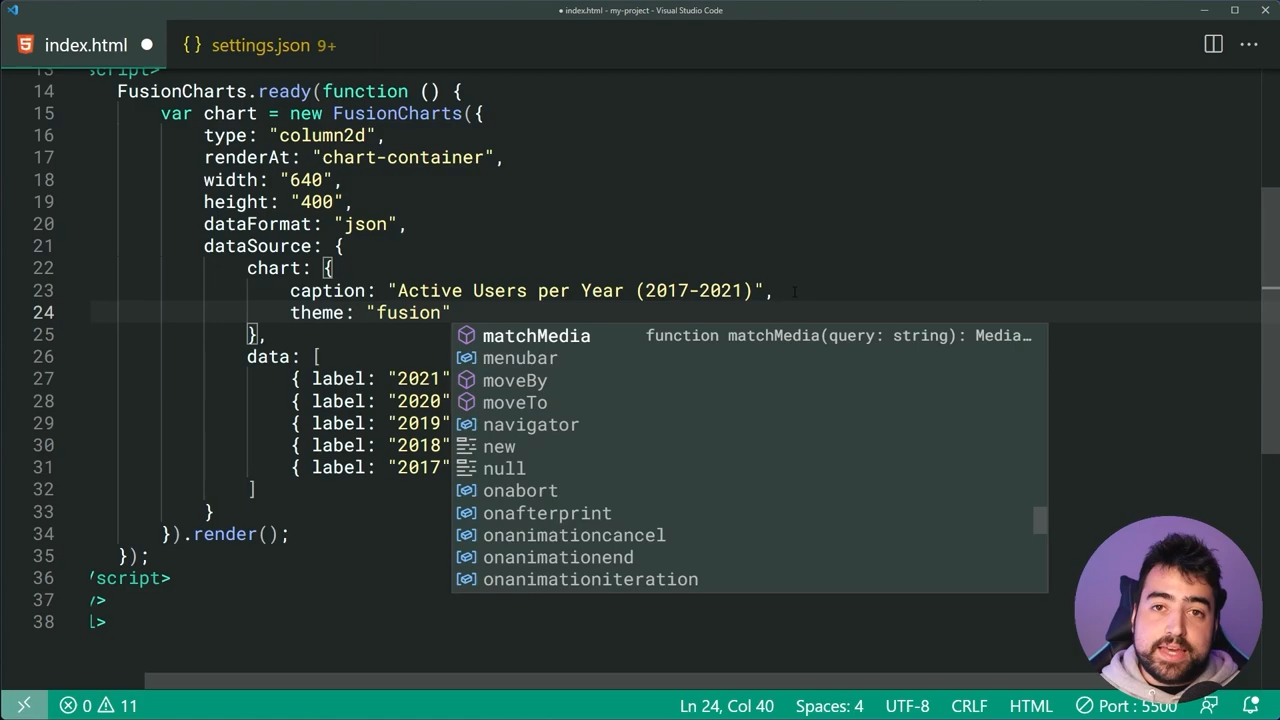 ● index.html - my-project - Visual Studio Code
index.html ● {} settings.json 9+
13 script>
14 FusionCharts.ready(function () {
15 var chart = new FusionCharts({
16 type: "column2d",
17 renderAt: "chart-container",
18 width: "640",
19 height: "400",
20 dataFormat: "json",
21 dataSource: {
22 chart: {
23 caption: "Active Users per Year (2017-2021)",
24 theme: "fusion"
25 },
matchMedia function matchMedia(query: string): Media…
26 data: [
menubar
27 { label: "2021"
moveBy
28 { label: "2020"
moveTo
29 { label: "2019"
navigator
30 { label: "2018"
new
31 { label: "2017"
null
32 ]
onabort
33 }
onafterprint
34 }).render();
onanimationcancel
35 });
onanimationend
36 /script>
onanimationiteration
37 />
38 l>
0 11 Ln 24, Col 40 Spaces: 4 UTF-8 CRLF HTML Port : 5500